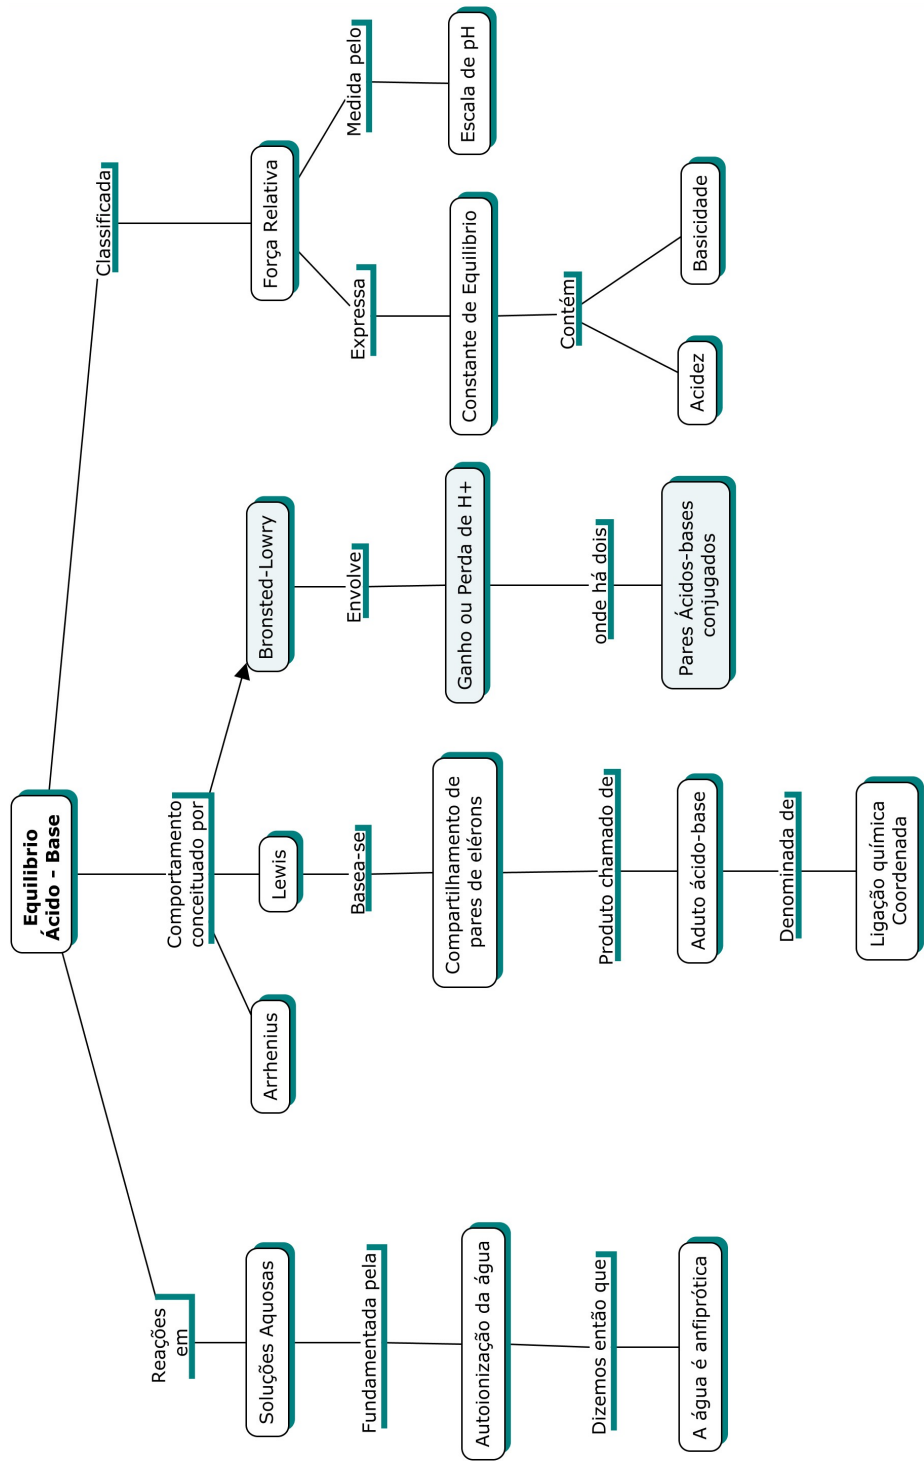 Equilibrio
Ácido - Base
Reações
em
Soluções Aquosas
Fundamentada pela
Autoionização da água
Dizemos então que
A água é anfiprótica
Comportamento
conceituado por
Arrhenius
Lewis
Basea-se
Compartilhamento de
pares de elérons
Produto chamado de
Aduto ácido-base
Denominada de
Ligação química
Coordenada
Bronsted-Lowry
Envolve
Ganho ou Perda de H+
onde há dois
Pares Ácidos-bases
conjugados
Classificada
Força Relativa
Expressa
Constante de Equilibrio
Contém
Acidez
Basicidade
Medida pelo
Escala de pH